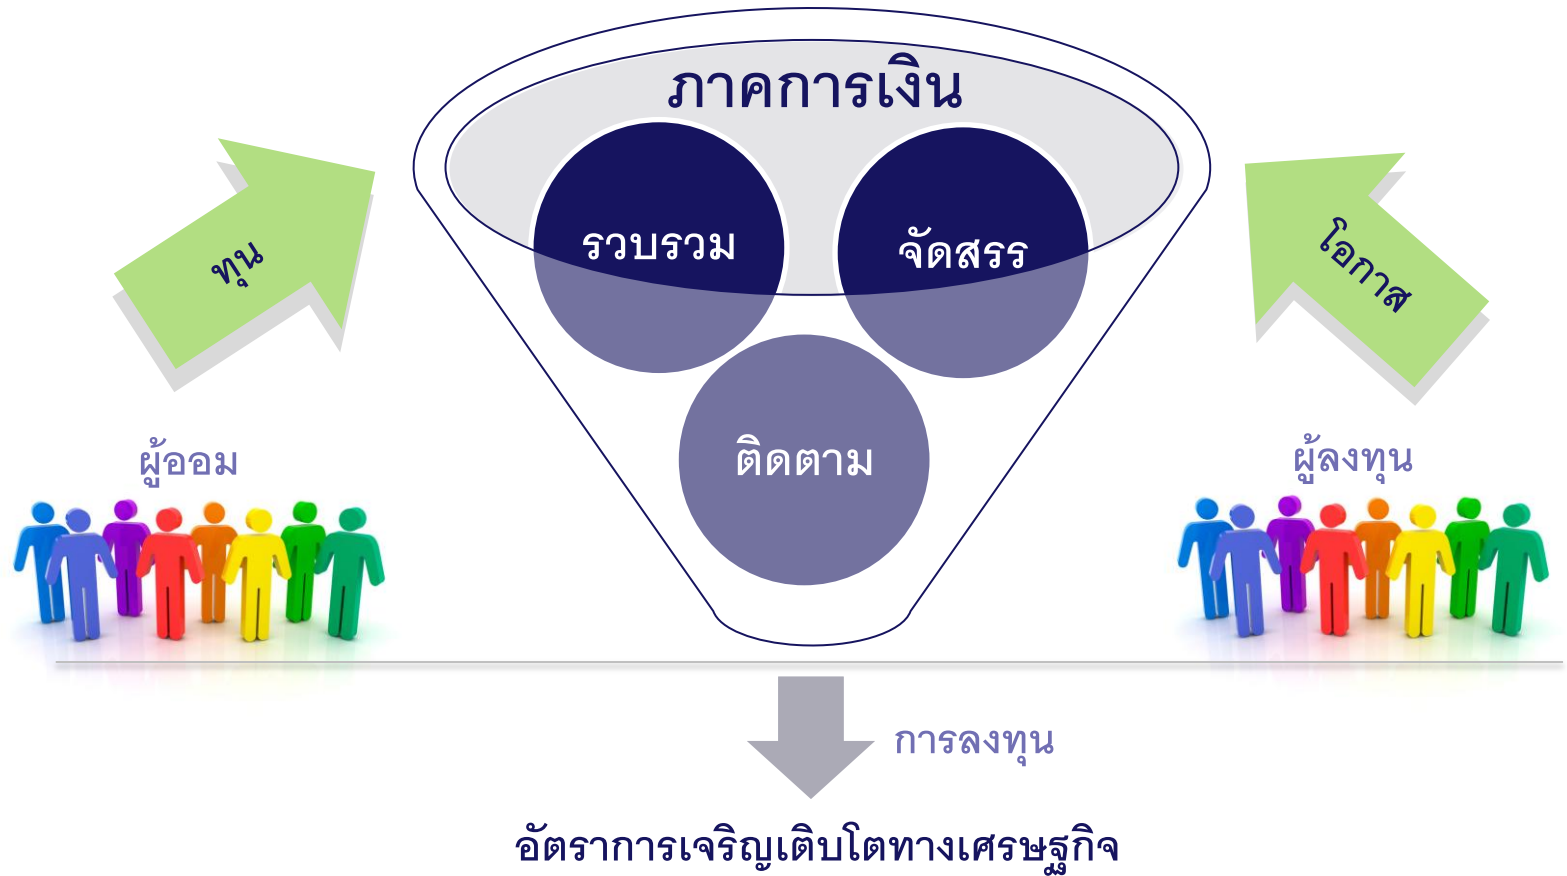 ภาคการเงิน
รวบรวม
จัดสรร
ติดตาม
ทุน
โอกาส
ผู้ออม
ผู้ลงทุน
การลงทุน
อัตราการเจริญเติบโตทางเศรษฐกิจ